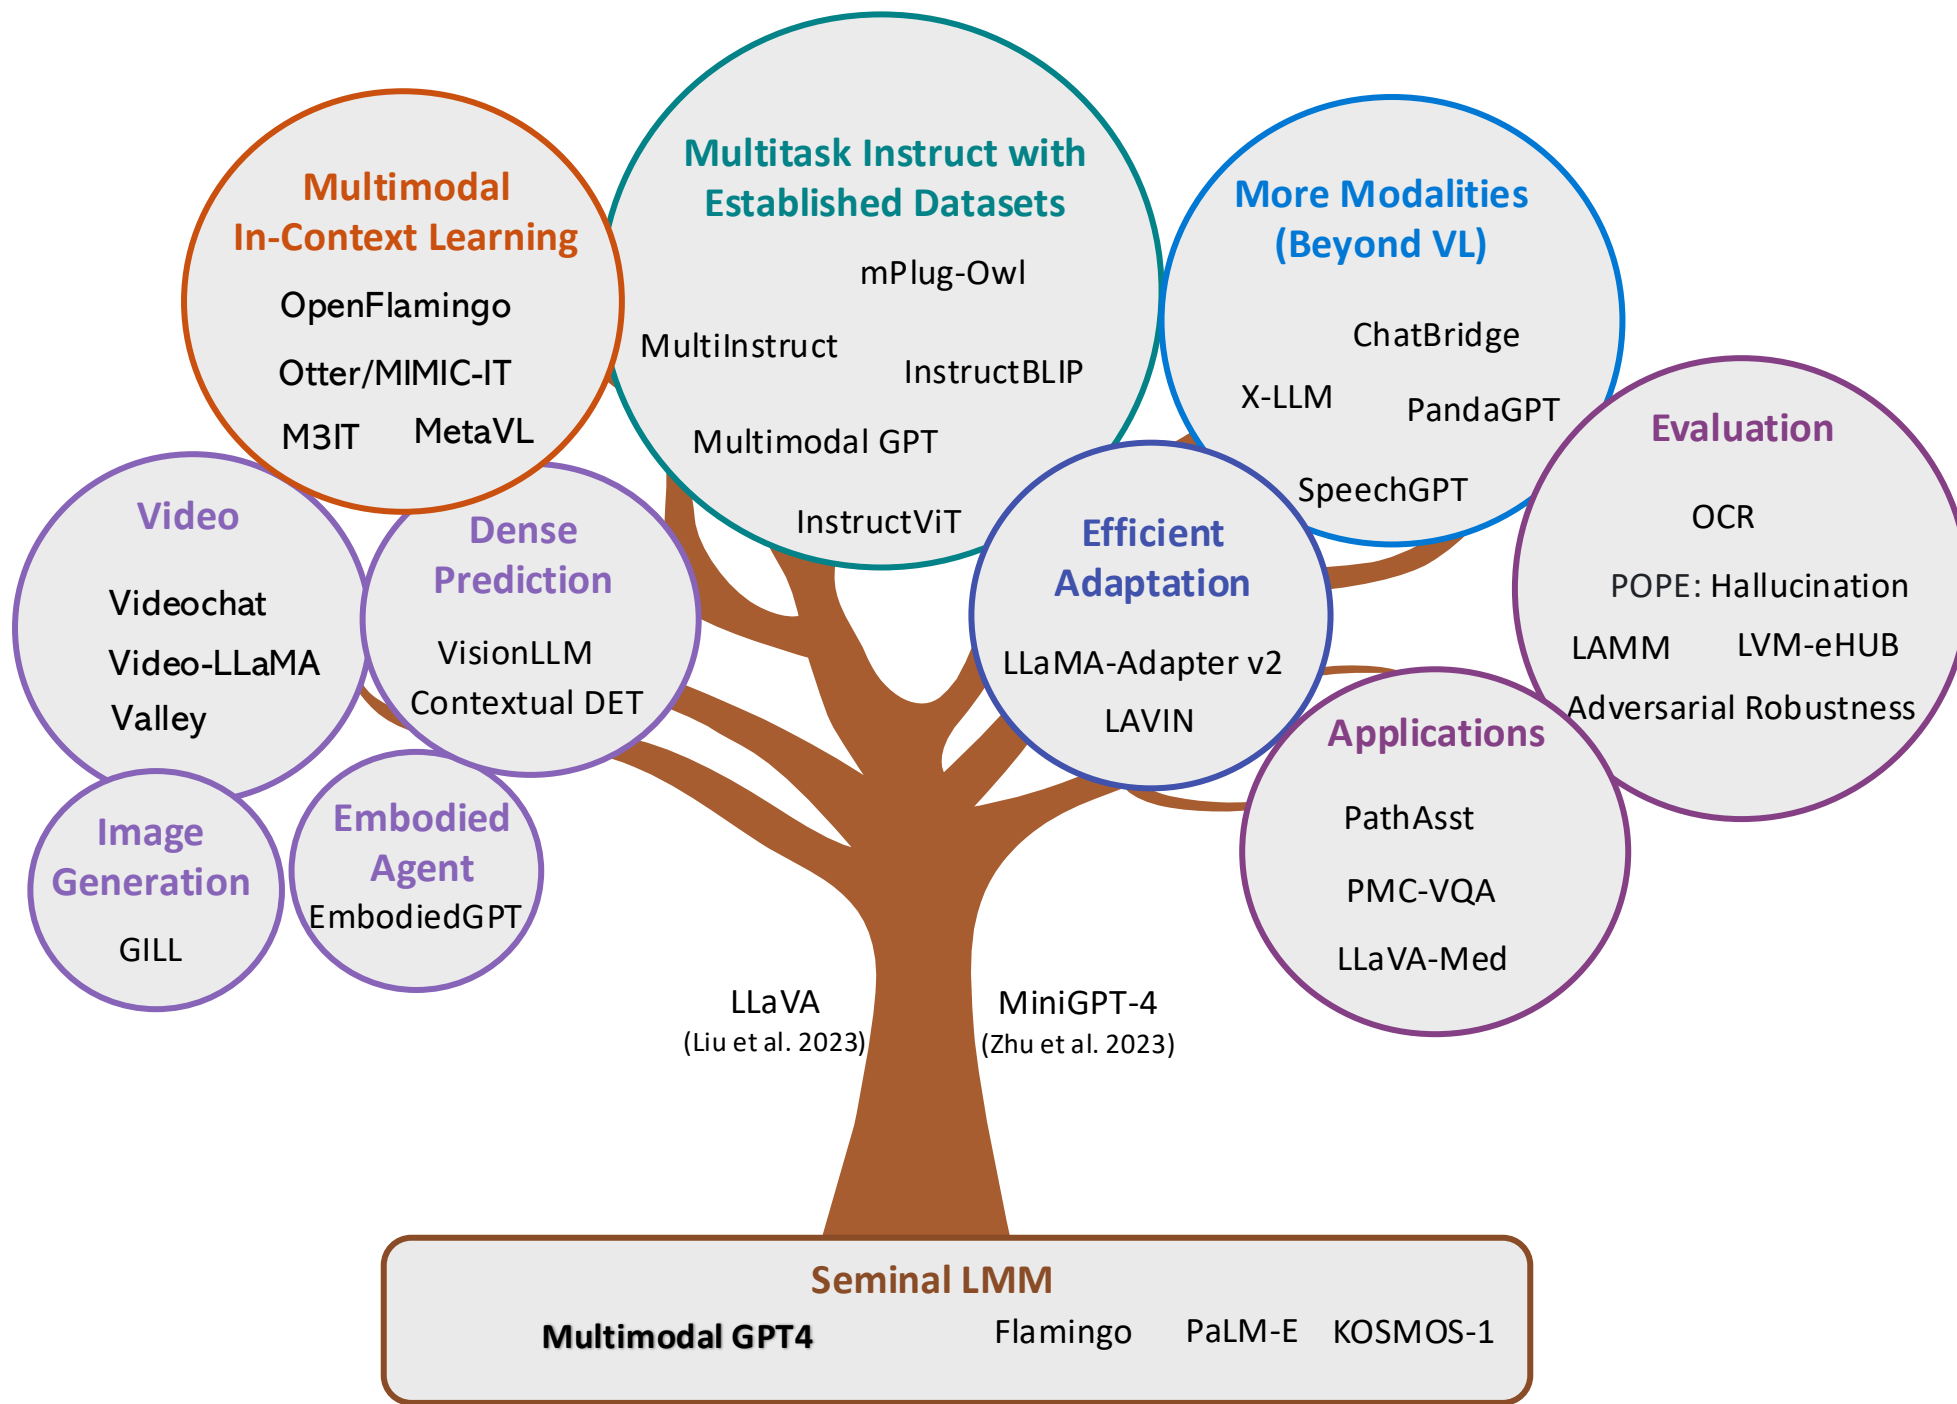 Multitask Instruct with
Established Datasets
mPlug-Owl
MultiInstruct
InstructBLIP
Multimodal GPT
InstructViT
Multimodal
In-Context Learning
OpenFlamingo
Otter/MIMIC-IT
M3IT MetaVL
More Modalities
(Beyond VL)
ChatBridge
X-LLM
PandaGPT
SpeechGPT
Evaluation
OCR
POPE: Hallucination
LAMM LVM-eHUB
Adversarial Robustness
Video
Videochat
Video-LLaMA
Valley
Dense
Prediction
VisionLLM
Contextual DET
Efficient
Adaptation
LLaMA-Adapter v2
LAVIN
Applications
PathAsst
PMC-VQA
LLaVA-Med
Image
Generation
GILL
Embodied
Agent
EmbodiedGPT
LLaVA
(Liu et al. 2023)
MiniGPT-4
(Zhu et al. 2023)
Seminal LMM
Multimodal GPT4 Flamingo PaLM-E KOSMOS-1